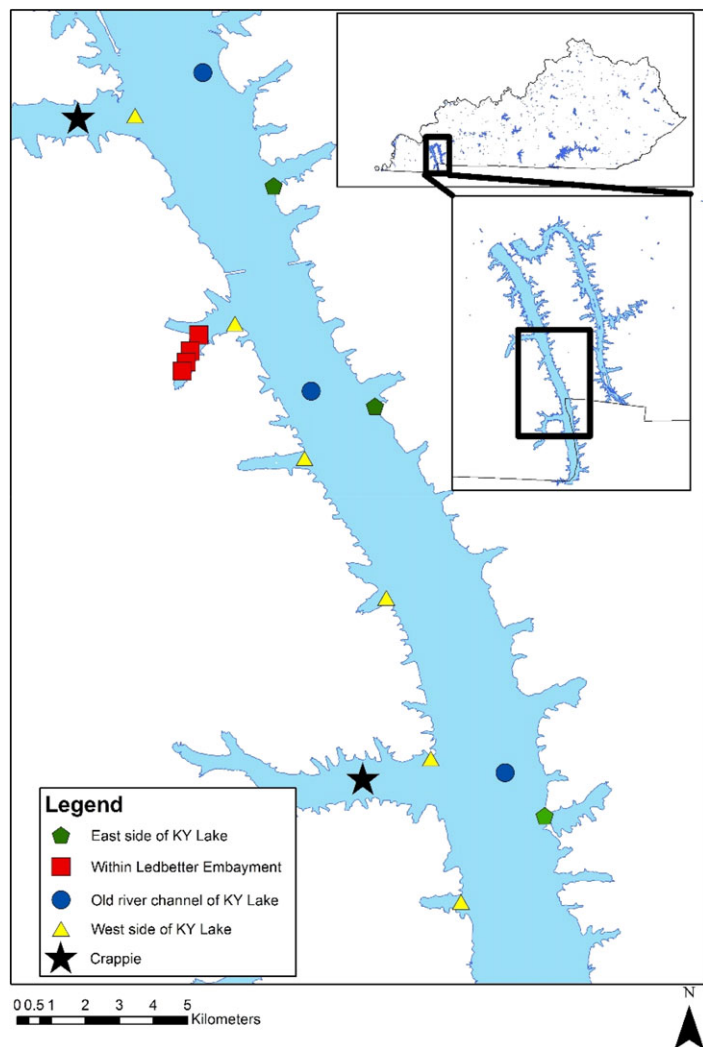 Legend
East side of KY Lake
Within Ledbetter Embayment
Old river channel of KY Lake
West side of KY Lake
Crappie
0 0.5 1 2 3 4 5
Kilometers
N